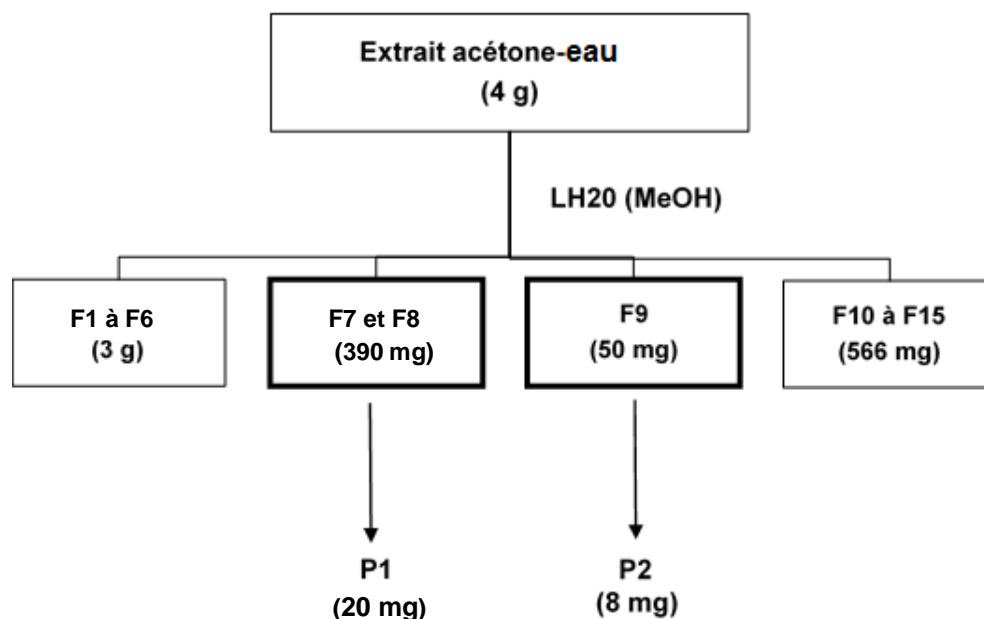 Extrait acétone-eau
(4 g)
LH20 (MeOH)
F1 à F6
(3 g)
F7 et F8
(390 mg)
F9
(50 mg)
F10 à F15
(566 mg)
P1
(20 mg)
P2
(8 mg)